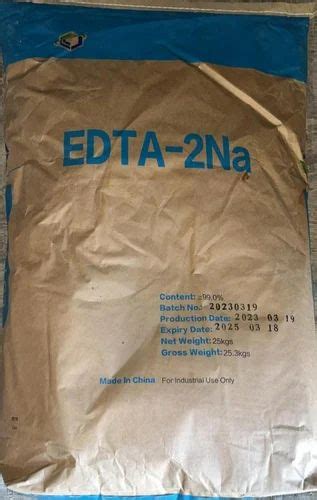 EDTA-2Na
Content: ≥99.0%
Batch No.: 20230319
Production Date: 2023 03 19
Expiry Date: 2025 03 18
Net Weight: 25kgs
Gross Weight: 25.3kgs
Made In China For Industrial Use Only